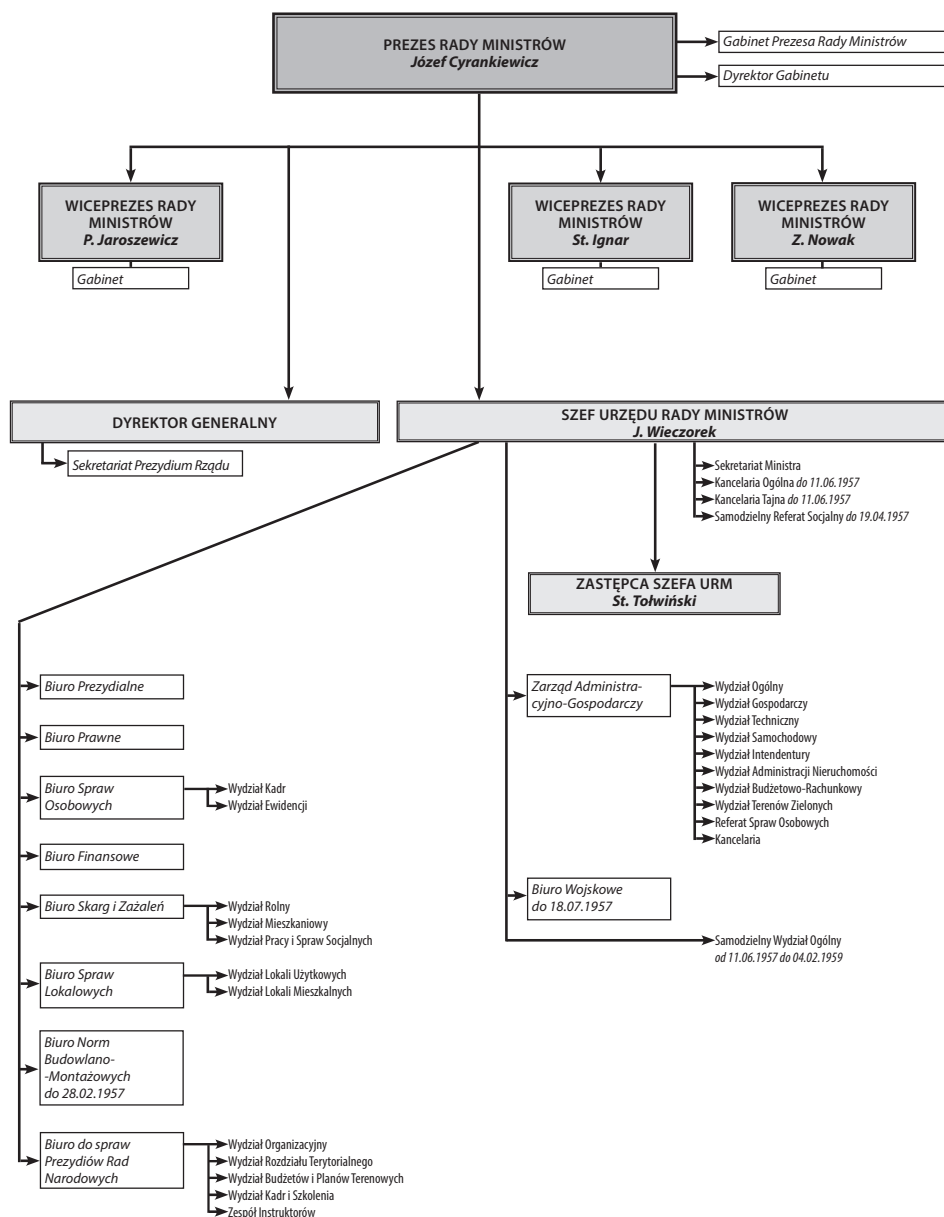 PREZES RADY MINISTRÓW
Józef Cyrankiewicz
Gabinet Prezesa Rady Ministrów
Dyrektor Gabinetu
WICEPREZES RADY
MINISTRÓW
P. Jaroszewicz
Gabinet
WICEPREZES RADY
MINISTRÓW
St. Ignar
Gabinet
WICEPREZES RADY
MINISTRÓW
Z. Nowak
Gabinet
DYREKTOR GENERALNY
Sekretariat Prezydium Rządu
SZEF URZĘDU RADY MINISTRÓW
J. Wieczorek
Sekretariat Ministra
Kancelaria Ogólna do 11.06.1957
Kancelaria Tajna do 11.06.1957
Samodzielny Referat Socjalny do 19.04.1957
ZASTĘPCA SZEFA URM
St. Tołwiński
Biuro Prezydialne
Biuro Prawne
Biuro Spraw
Osobowych
Wydział Kadr
Wydział Ewidencji
Biuro Finansowe
Biuro Skarg i Zażaleń
Wydział Rolny
Wydział Mieszkaniowy
Wydział Pracy i Spraw Socjalnych
Biuro Spraw
Lokalowych
Wydział Lokali Użytkowych
Wydział Lokali Mieszkalnych
Biuro Norm
Budowlano-
-Montażowych
do 28.02.1957
Biuro do spraw
Prezydiów Rad
Narodowych
Wydział Organizacyjny
Wydział Rozdziału Terytorialnego
Wydział Budżetów i Planów Terenowych
Wydział Kadr i Szkolenia
Zespół Instruktorów
Zarząd Administra-
cyjno-Gospodarczy
Wydział Ogólny
Wydział Gospodarczy
Wydział Techniczny
Wydział Samochodowy
Wydział Intendentury
Wydział Administracji Nieruchomości
Wydział Budżetowo-Rachunkowy
Wydział Terenów Zielonych
Referat Spraw Osobowych
Kancelaria
Biuro Wojskowe
do 18.07.1957
Samodzielny Wydział Ogólny
od 11.06.1957 do 04.02.1959